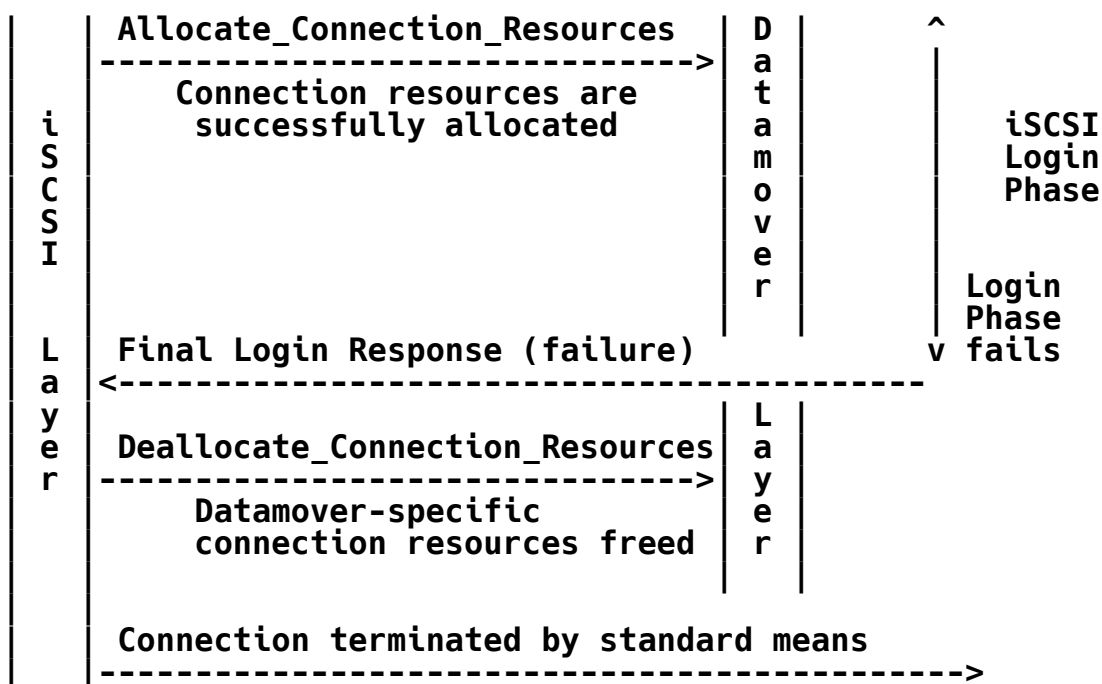 |   | Allocate_Connection_Resources  | D |      ^
|   |------------------------------->| a |      |
|   |    Connection resources are    | t |      |
| i |     successfully allocated     | a |      |   iSCSI
| S |                                | m |      |   Login
| C |                                | o |      |   Phase
| S |                                | v |      |
| I |                                | e |      |
|   |                                | r |      | Login
|   |                                |   |      | Phase
| L | Final Login Response (failure)             v fails
| a |<------------------------------------------
| y |                                | L |
| e | Deallocate_Connection_Resources| a |
| r |------------------------------->| y |
|   |     Datamover-specific         | e |
|   |     connection resources freed | r |
|   |                                |   |
|   |
|   | Connection terminated by standard means
|   |--------------------------------------------->